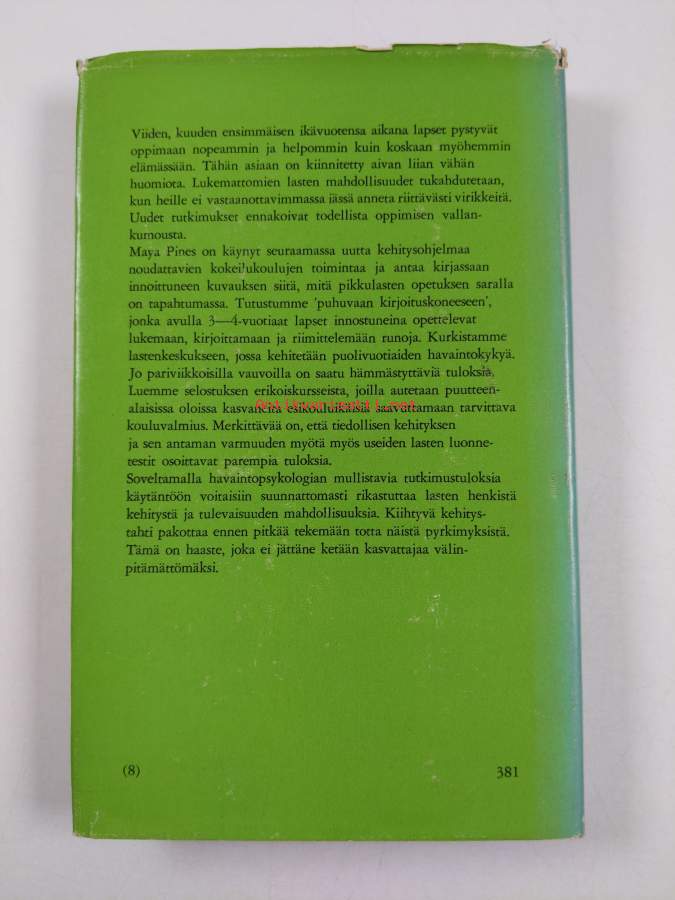 Viiden, kuuden ensimmäisen ikävuotensa aikana lapset pystyvät
oppimaan nopeammin ja helpommin kuin koskaan myöhemmin
elämässään. Tähän asiaan on kiinnitetty aivan liian vähän
huomiota. Lukemattomien lasten mahdollisuudet tukahdutetaan,
kun heille ei vastaanottavimmassa iässä anneta riittävästi virikkeitä.
Uudet tutkimukset ennakoivat todellista oppimisen vallan-
kumousta.
Maya Pines on käynyt seuraamassa uutta kehitysohjelmaa
noudattavien kokeilukoulujen toimintaa ja antaa kirjassaan
innoittuneen kuvauksen siitä, mitä pikkulasten opetuksen saralla
on tapahtumassa. Tutustumme 'puhuvaan kirjoituskoneeseen',
jonka avulla 3—4-vuotiaat lapset innostuneina opettelevat
lukemaan, kirjoittamaan ja riimittelemään runoja. Kurkistamme
lastenkeskukseen, jossa kehitetään puolivuotiaiden havaintokykyä.
Jo pariviikkoisilla vauvoilla on saatu hämmästyttäviä tuloksia.
Luemme selostuksen erikoiskursseista, joilla autetaan puutteen-
alaisissa oloissa kasvaneita esikouluikäisiä saavuttamaan tarvittava
Antikvariaatti.net
kouluvalmius. Merkittävää on, että tiedollisen kehityksen
ja sen antaman varmuuden myötä myös useiden lasten luonne-
testit osoittavat parempia tuloksia.
Soveltamalla havaintopsykologian mullistavia tutkimustuloksia
käytäntöön voitaisiin suunnattomasti rikastuttaa lasten henkistä
kehitystä ja tulevaisuuden mahdollisuuksia. Kiihtyvä kehitys-
tahti pakottaa ennen pitkää tekemään totta näistä pyrkimyksistä.
Tämä on haaste, joka ei jättäne ketään kasvattajaa välin-
pitämättömäksi.
(8) 381